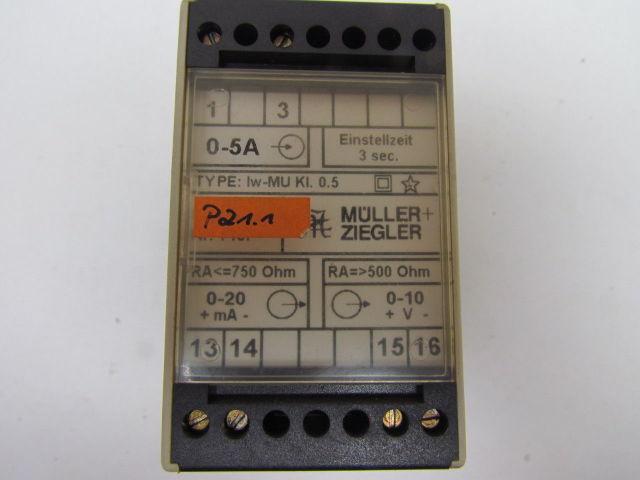 1 3
0-5A
Einstellzeit
3 sec.
TYPE: Iw-MU Kl. 0.5
P21.1
MÜLLER+
ZIEGLER
RA<=750 Ohm
RA=>500 Ohm
0-20
+ mA -
0-10
+ V -
13 14 15 16